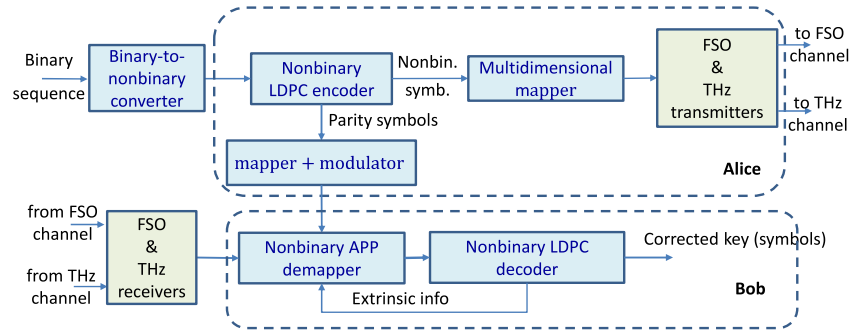 Binary
sequence
Binary-to-
nonbinary
converter
Nonbinary
LDPC encoder
Nonbin.
symb.
Multidimensional
mapper
FSO
&
THz
transmitters
to FSO
channel
to THz
channel
Parity symbols
mapper + modulator
Alice
from FSO
channel
from THz
channel
FSO
&
THz
receivers
Nonbinary APP
demapper
Nonbinary LDPC
decoder
Corrected key (symbols)
Extrinsic info
Bob